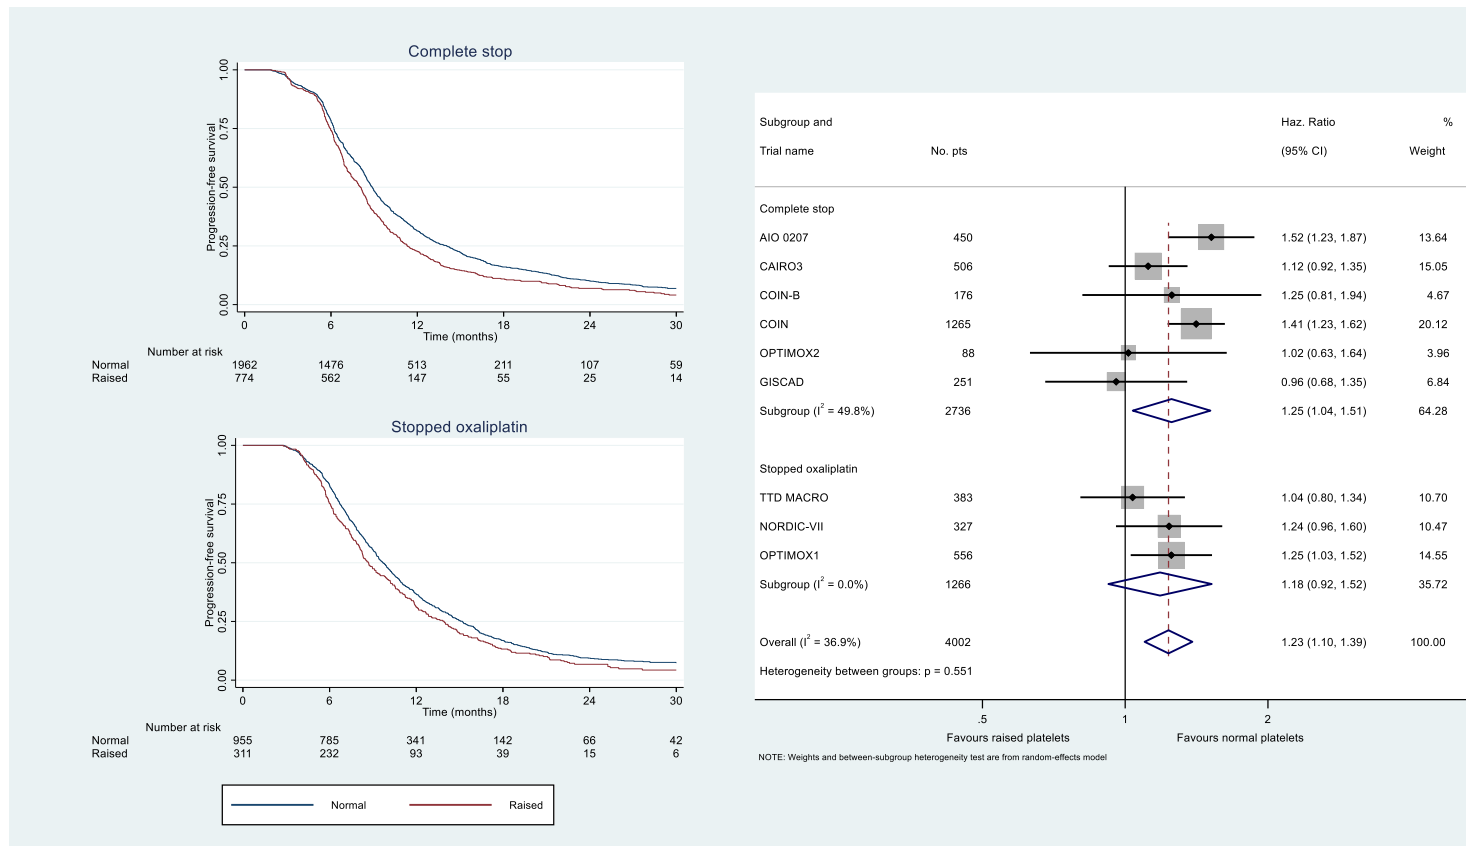 Complete stop
Progression-free survival
1.00
0.75
0.50
0.25
0.00
0 6 12 18 24 30
Time (months)
Number at risk
Normal 1962 1476 513 211 107 59
Raised 774 562 147 55 25 14
Stopped oxaliplatin
Progression-free survival
1.00
0.75
0.50
0.25
0.00
0 6 12 18 24 30
Time (months)
Number at risk
Normal 955 785 341 142 66 42
Raised 311 232 93 39 15 6
Normal Raised
Subgroup and Haz. Ratio %
Trial name No. pts (95% CI) Weight
Complete stop
AIO 0207 450 1.52 (1.23, 1.87) 13.64
CAIRO3 506 1.12 (0.92, 1.35) 15.05
COIN-B 176 1.25 (0.81, 1.94) 4.67
COIN 1265 1.41 (1.23, 1.62) 20.12
OPTIMOX2 88 1.02 (0.63, 1.64) 3.96
GISCAD 251 0.96 (0.68, 1.35) 6.84
Subgroup (I² = 49.8%) 2736 1.25 (1.04, 1.51) 64.28
Stopped oxaliplatin
TTD MACRO 383 1.04 (0.80, 1.34) 10.70
NORDIC-VII 327 1.24 (0.96, 1.60) 10.47
OPTIMOX1 556 1.25 (1.03, 1.52) 14.55
Subgroup (I² = 0.0%) 1266 1.18 (0.92, 1.52) 35.72
Overall (I² = 36.9%) 4002 1.23 (1.10, 1.39) 100.00
Heterogeneity between groups: p = 0.551
.5 1 2
Favours raised platelets Favours normal platelets
NOTE: Weights and between-subgroup heterogeneity test are from random-effects model